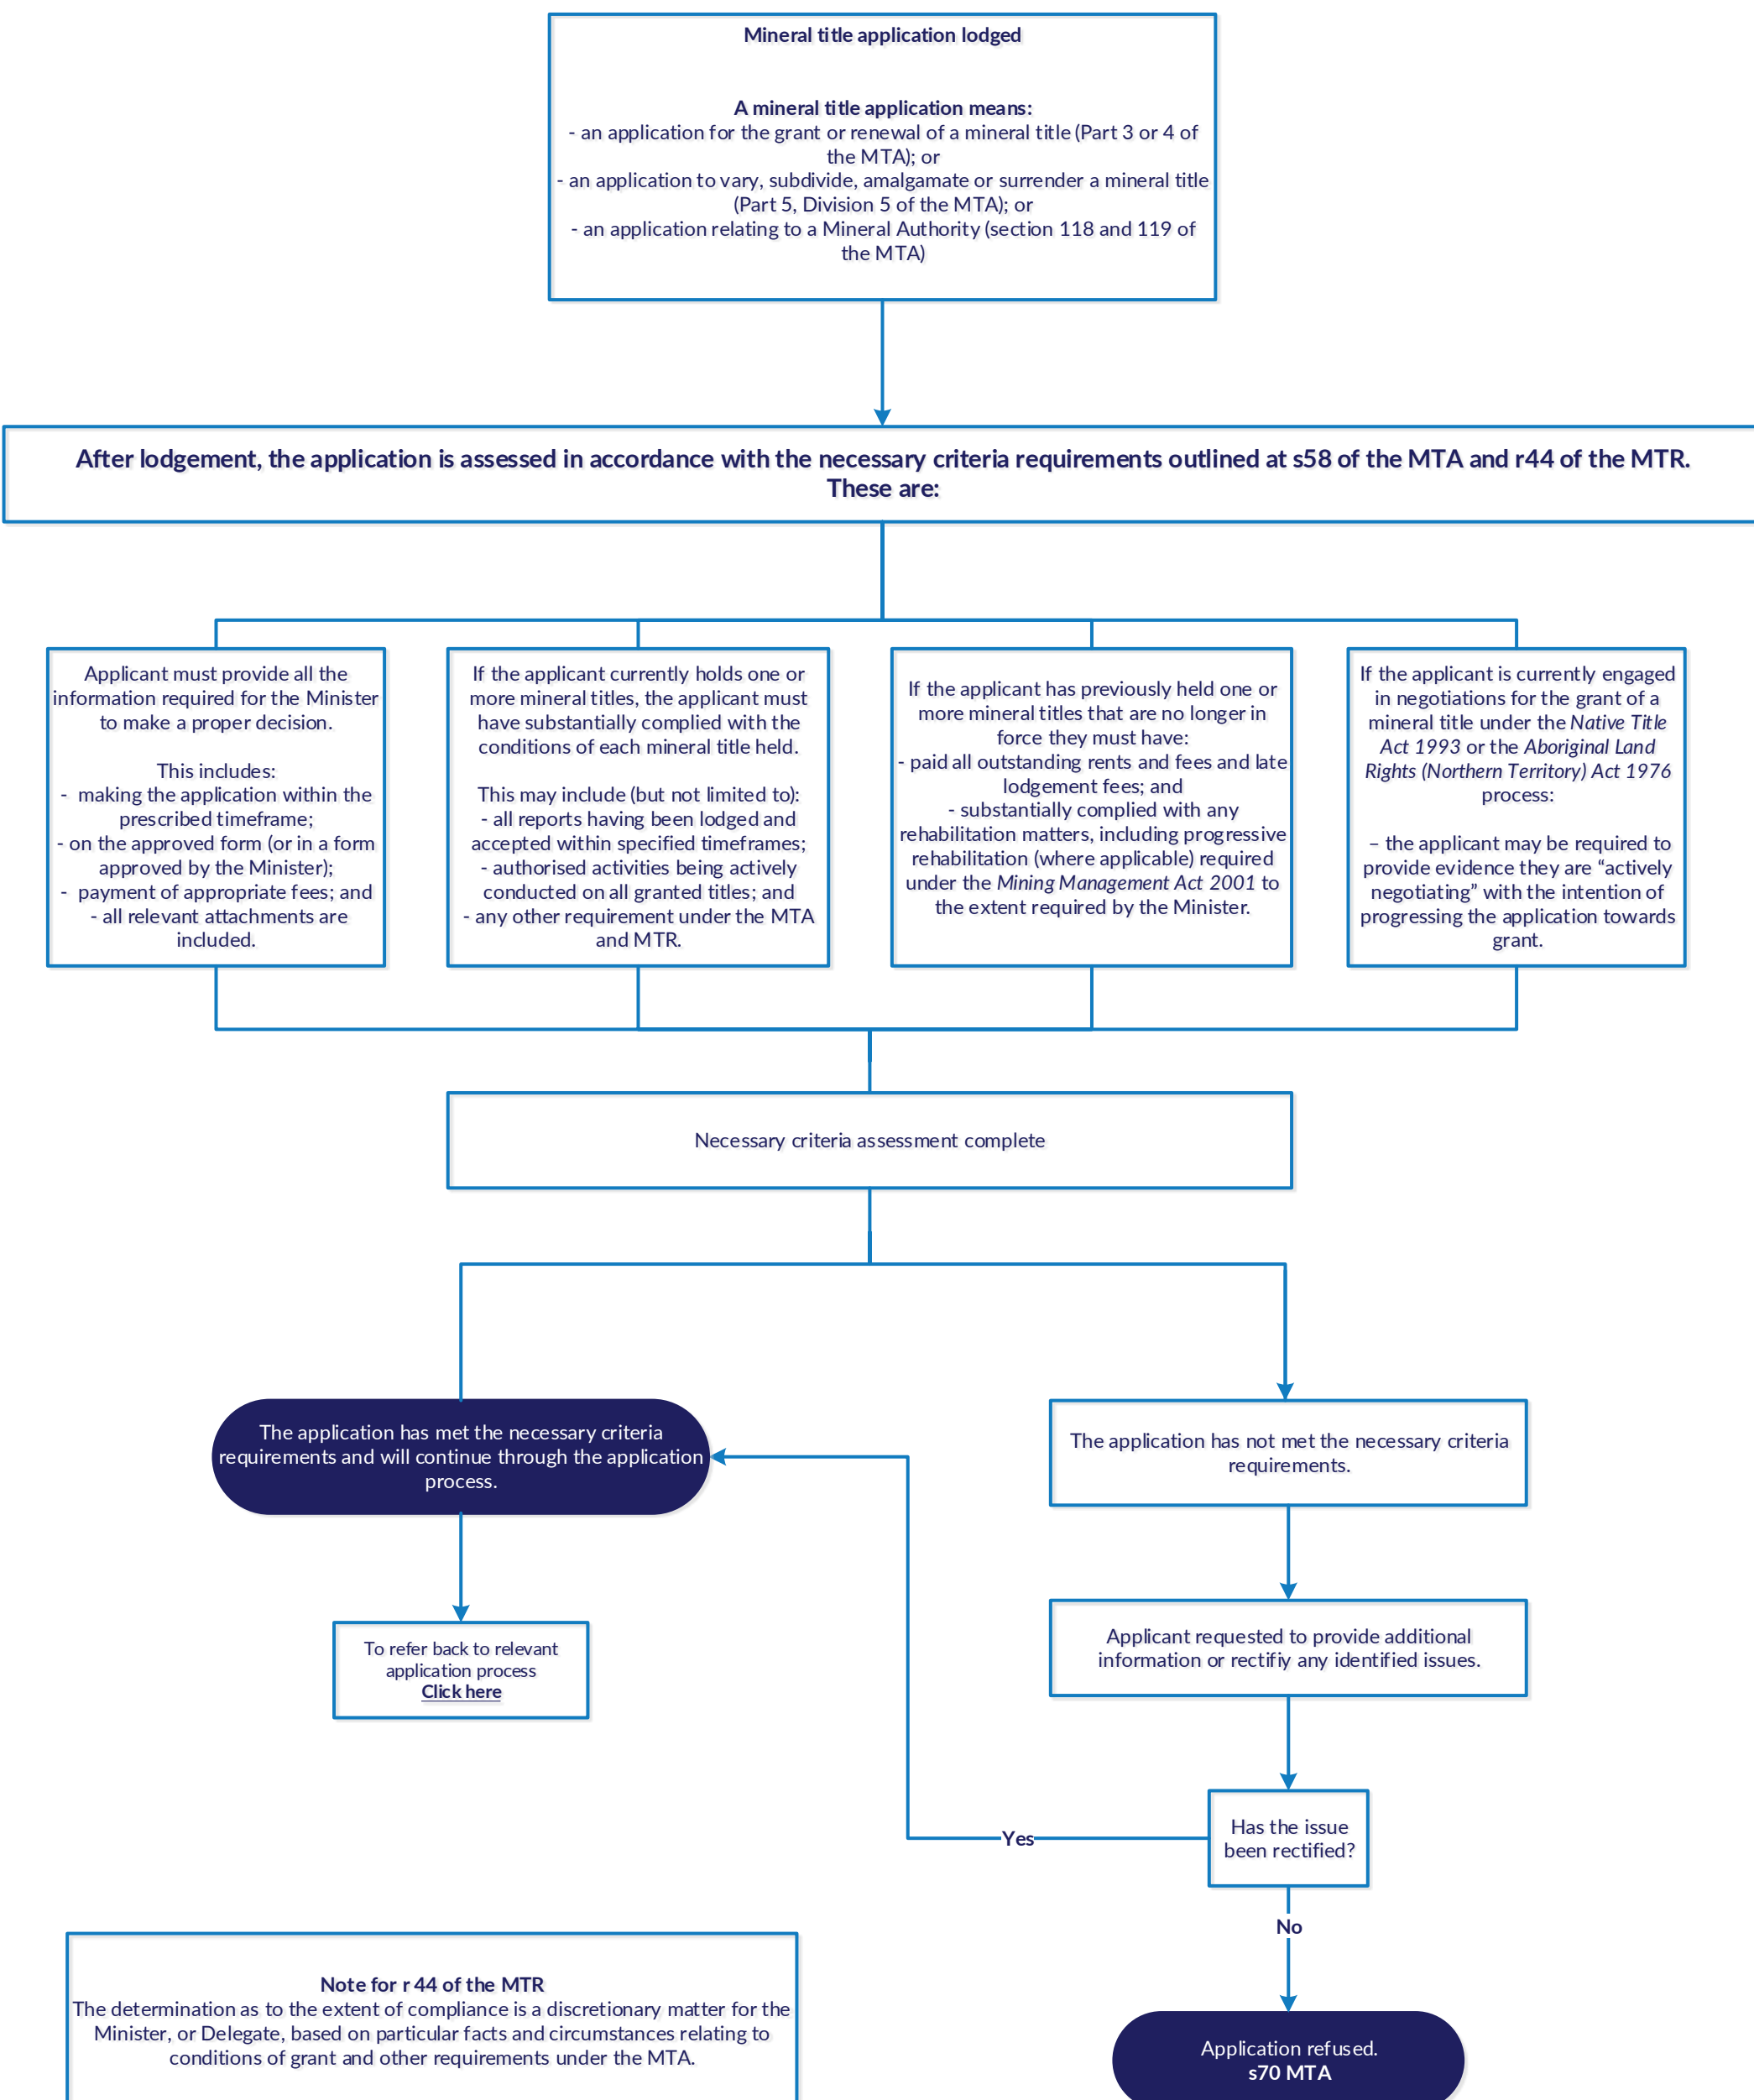 Mineral title application lodged
A mineral title application means:
- an application for the grant or renewal of a mineral title (Part 3 or 4 of
the MTA); or
- an application to vary, subdivide, amalgamate or surrender a mineral title
(Part 5, Division 5 of the MTA); or
- an application relating to a Mineral Authority (section 118 and 119 of
the MTA)
After lodgement, the application is assessed in accordance with the necessary criteria requirements outlined at s58 of the MTA and r44 of the MTR.
These are:
Applicant must provide all the
information required for the Minister
to make a proper decision.
This includes:
- making the application within the
prescribed timeframe;
- on the approved form (or in a form
approved by the Minister);
- payment of appropriate fees; and
- all relevant attachments are
included.
If the applicant currently holds one or
more mineral titles, the applicant must
have substantially complied with the
conditions of each mineral title held.
This may include (but not limited to):
- all reports having been lodged and
accepted within specified timeframes;
- authorised activities being actively
conducted on all granted titles; and
- any other requirement under the MTA
and MTR.
If the applicant has previously held one or
more mineral titles that are no longer in
force they must have:
- paid all outstanding rents and fees and late
lodgement fees; and
- substantially complied with any
rehabilitation matters, including progressive
rehabilitation (where applicable) required
under the Mining Management Act 2001 to
the extent required by the Minister.
If the applicant is currently engaged
in negotiations for the grant of a
mineral title under the Native Title
Act 1993 or the Aboriginal Land
Rights (Northern Territory) Act 1976
process:
– the applicant may be required to
provide evidence they are “actively
negotiating” with the intention of
progressing the application towards
grant.
Necessary criteria assessment complete
The application has met the necessary criteria
requirements and will continue through the application
process.
The application has not met the necessary criteria
requirements.
To refer back to relevant
application process
Click here
Applicant requested to provide additional
information or rectifiy any identified issues.
Has the issue
been rectified?
Yes
No
Note for r 44 of the MTR
The determination as to the extent of compliance is a discretionary matter for the
Minister, or Delegate, based on particular facts and circumstances relating to
conditions of grant and other requirements under the MTA.
Application refused.
s70 MTA